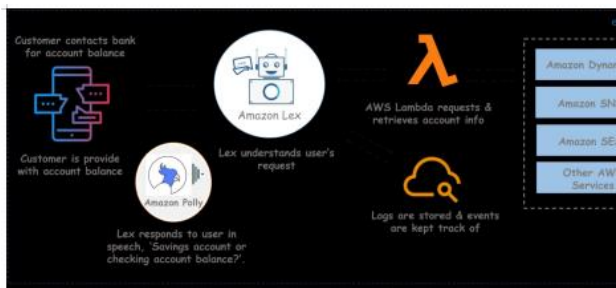 Customer contacts bank
for account balance
Customer is provide
with account balance
Amazon Lex
Lex understands user's
request
Amazon Polly
Lex responds to user in
speech, 'Savings account or
checking account balance?'.
AWS Lambda requests &
retrieves account info
Logs are stored & events
are kept track of
Amazon Dynam
Amazon SN
Amazon SE
Other AW
Services